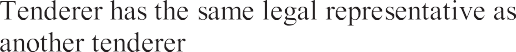 Tenderer has the same legal representative as
another tenderer